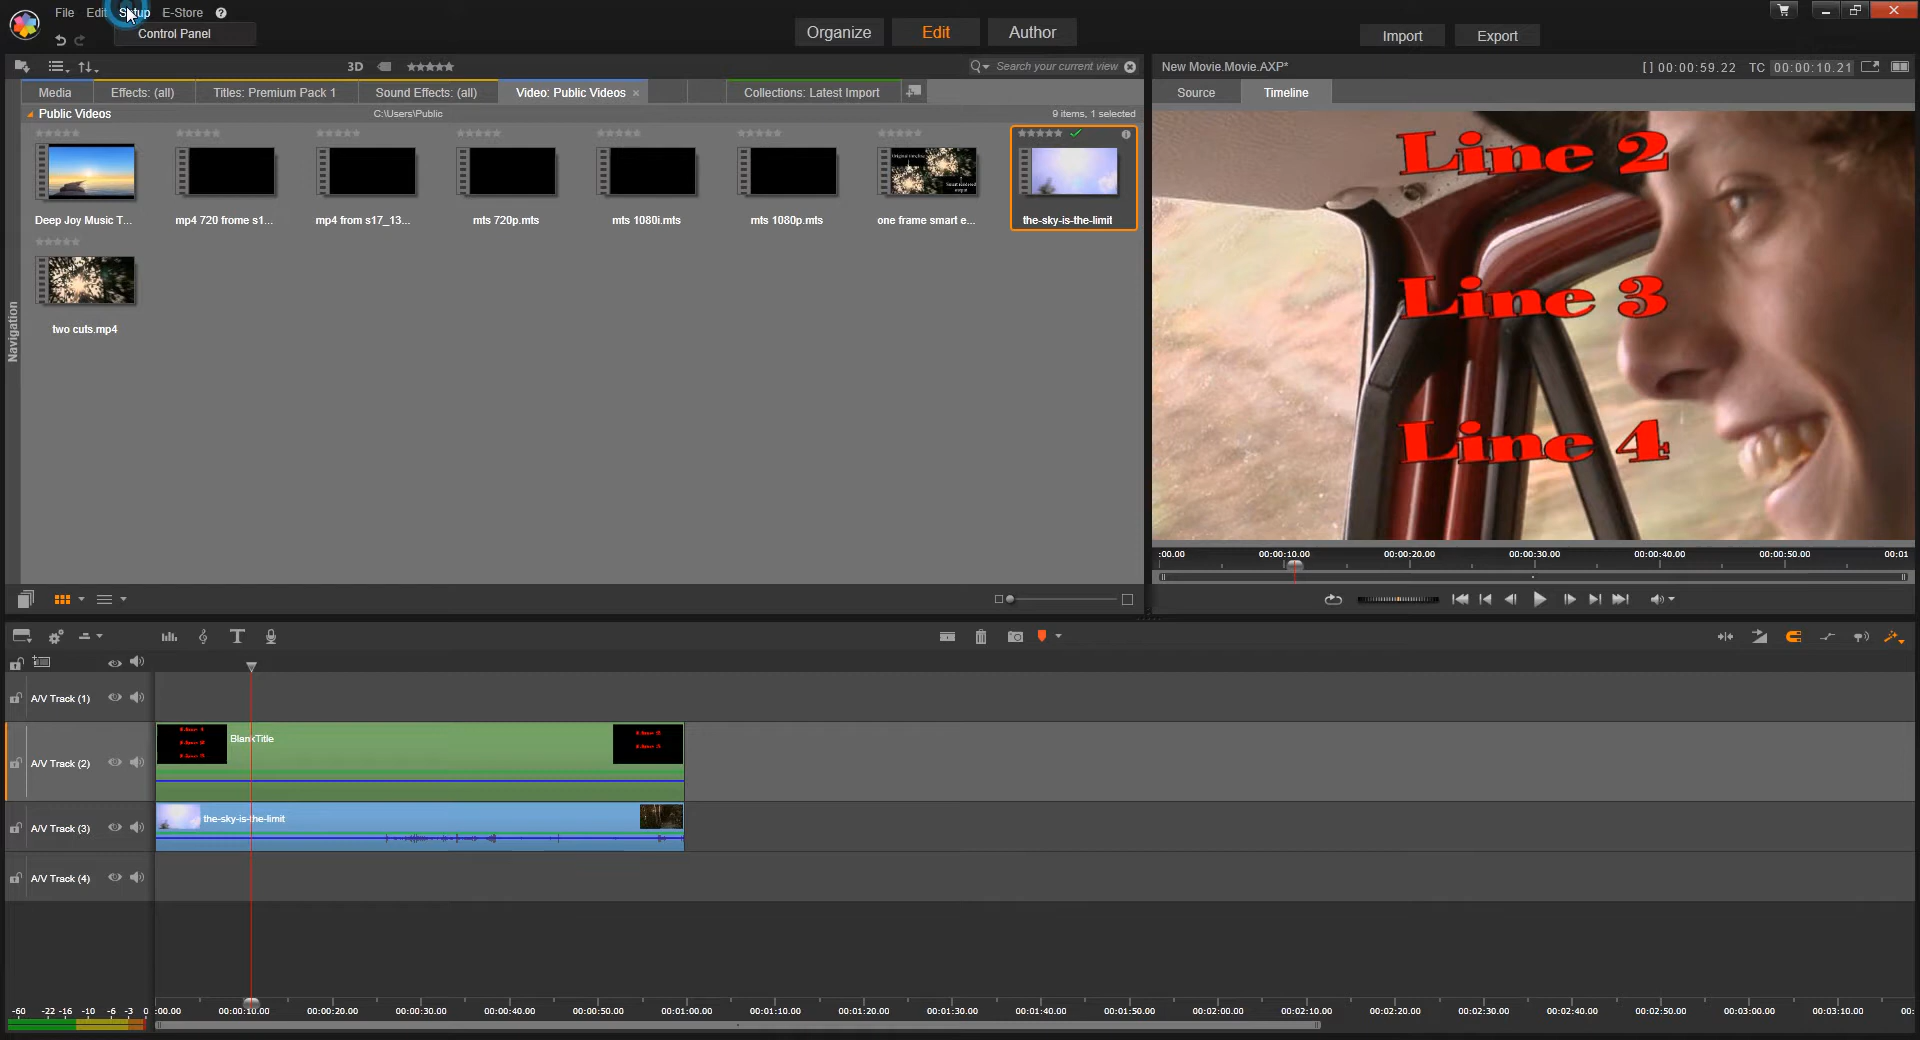 File Edit Setup E-Store
Control Panel
Organize Edit Author
Import Export
3D
Search your current view
New Movie.Movie.AXP*
[ ] 00:00:59.22 TC 00:00:10.21
Media Effects: (all) Titles: Premium Pack 1 Sound Effects: (all) Video: Public Videos Collections: Latest Import
Source Timeline
Public Videos C:\Users\Public 9 items, 1 selected
Deep Joy Music T... mp4 720 frome s1... mp4 from s17_13... mts 720p.mts mts 1080i.mts mts 1080p.mts one frame smart e... the-sky-is-the-limit
two cuts.mp4
Navigation
Line 2
Line 3
Line 4
:00.00 00:00:10.00 00:00:20.00 00:00:30.00 00:00:40.00 00:00:50.00 00:01
A/V Track (1)
A/V Track (2)
BlankTitle
A/V Track (3)
the-sky-is-the-limit
A/V Track (4)
-60 -22 -16 -10 -6 -3 0
:00.00 00:00:10.00 00:00:20.00 00:00:30.00 00:00:40.00 00:00:50.00 00:01:00.00 00:01:10.00 00:01:20.00 00:01:30.00 00:01:40.00 00:01:50.00 00:02:00.00 00:02:10.00 00:02:20.00 00:02:30.00 00:02:40.00 00:02:50.00 00:03:00.00 00:03:10.00 00: